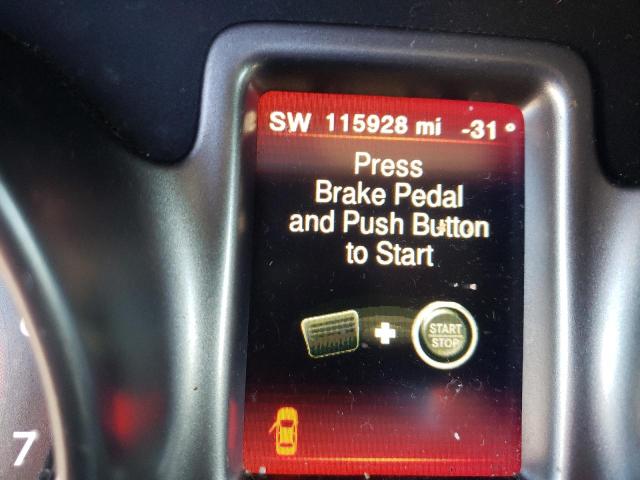 SW 115928 mi -31°
Press
Brake Pedal
and Push Button
to Start
START
STOP
7